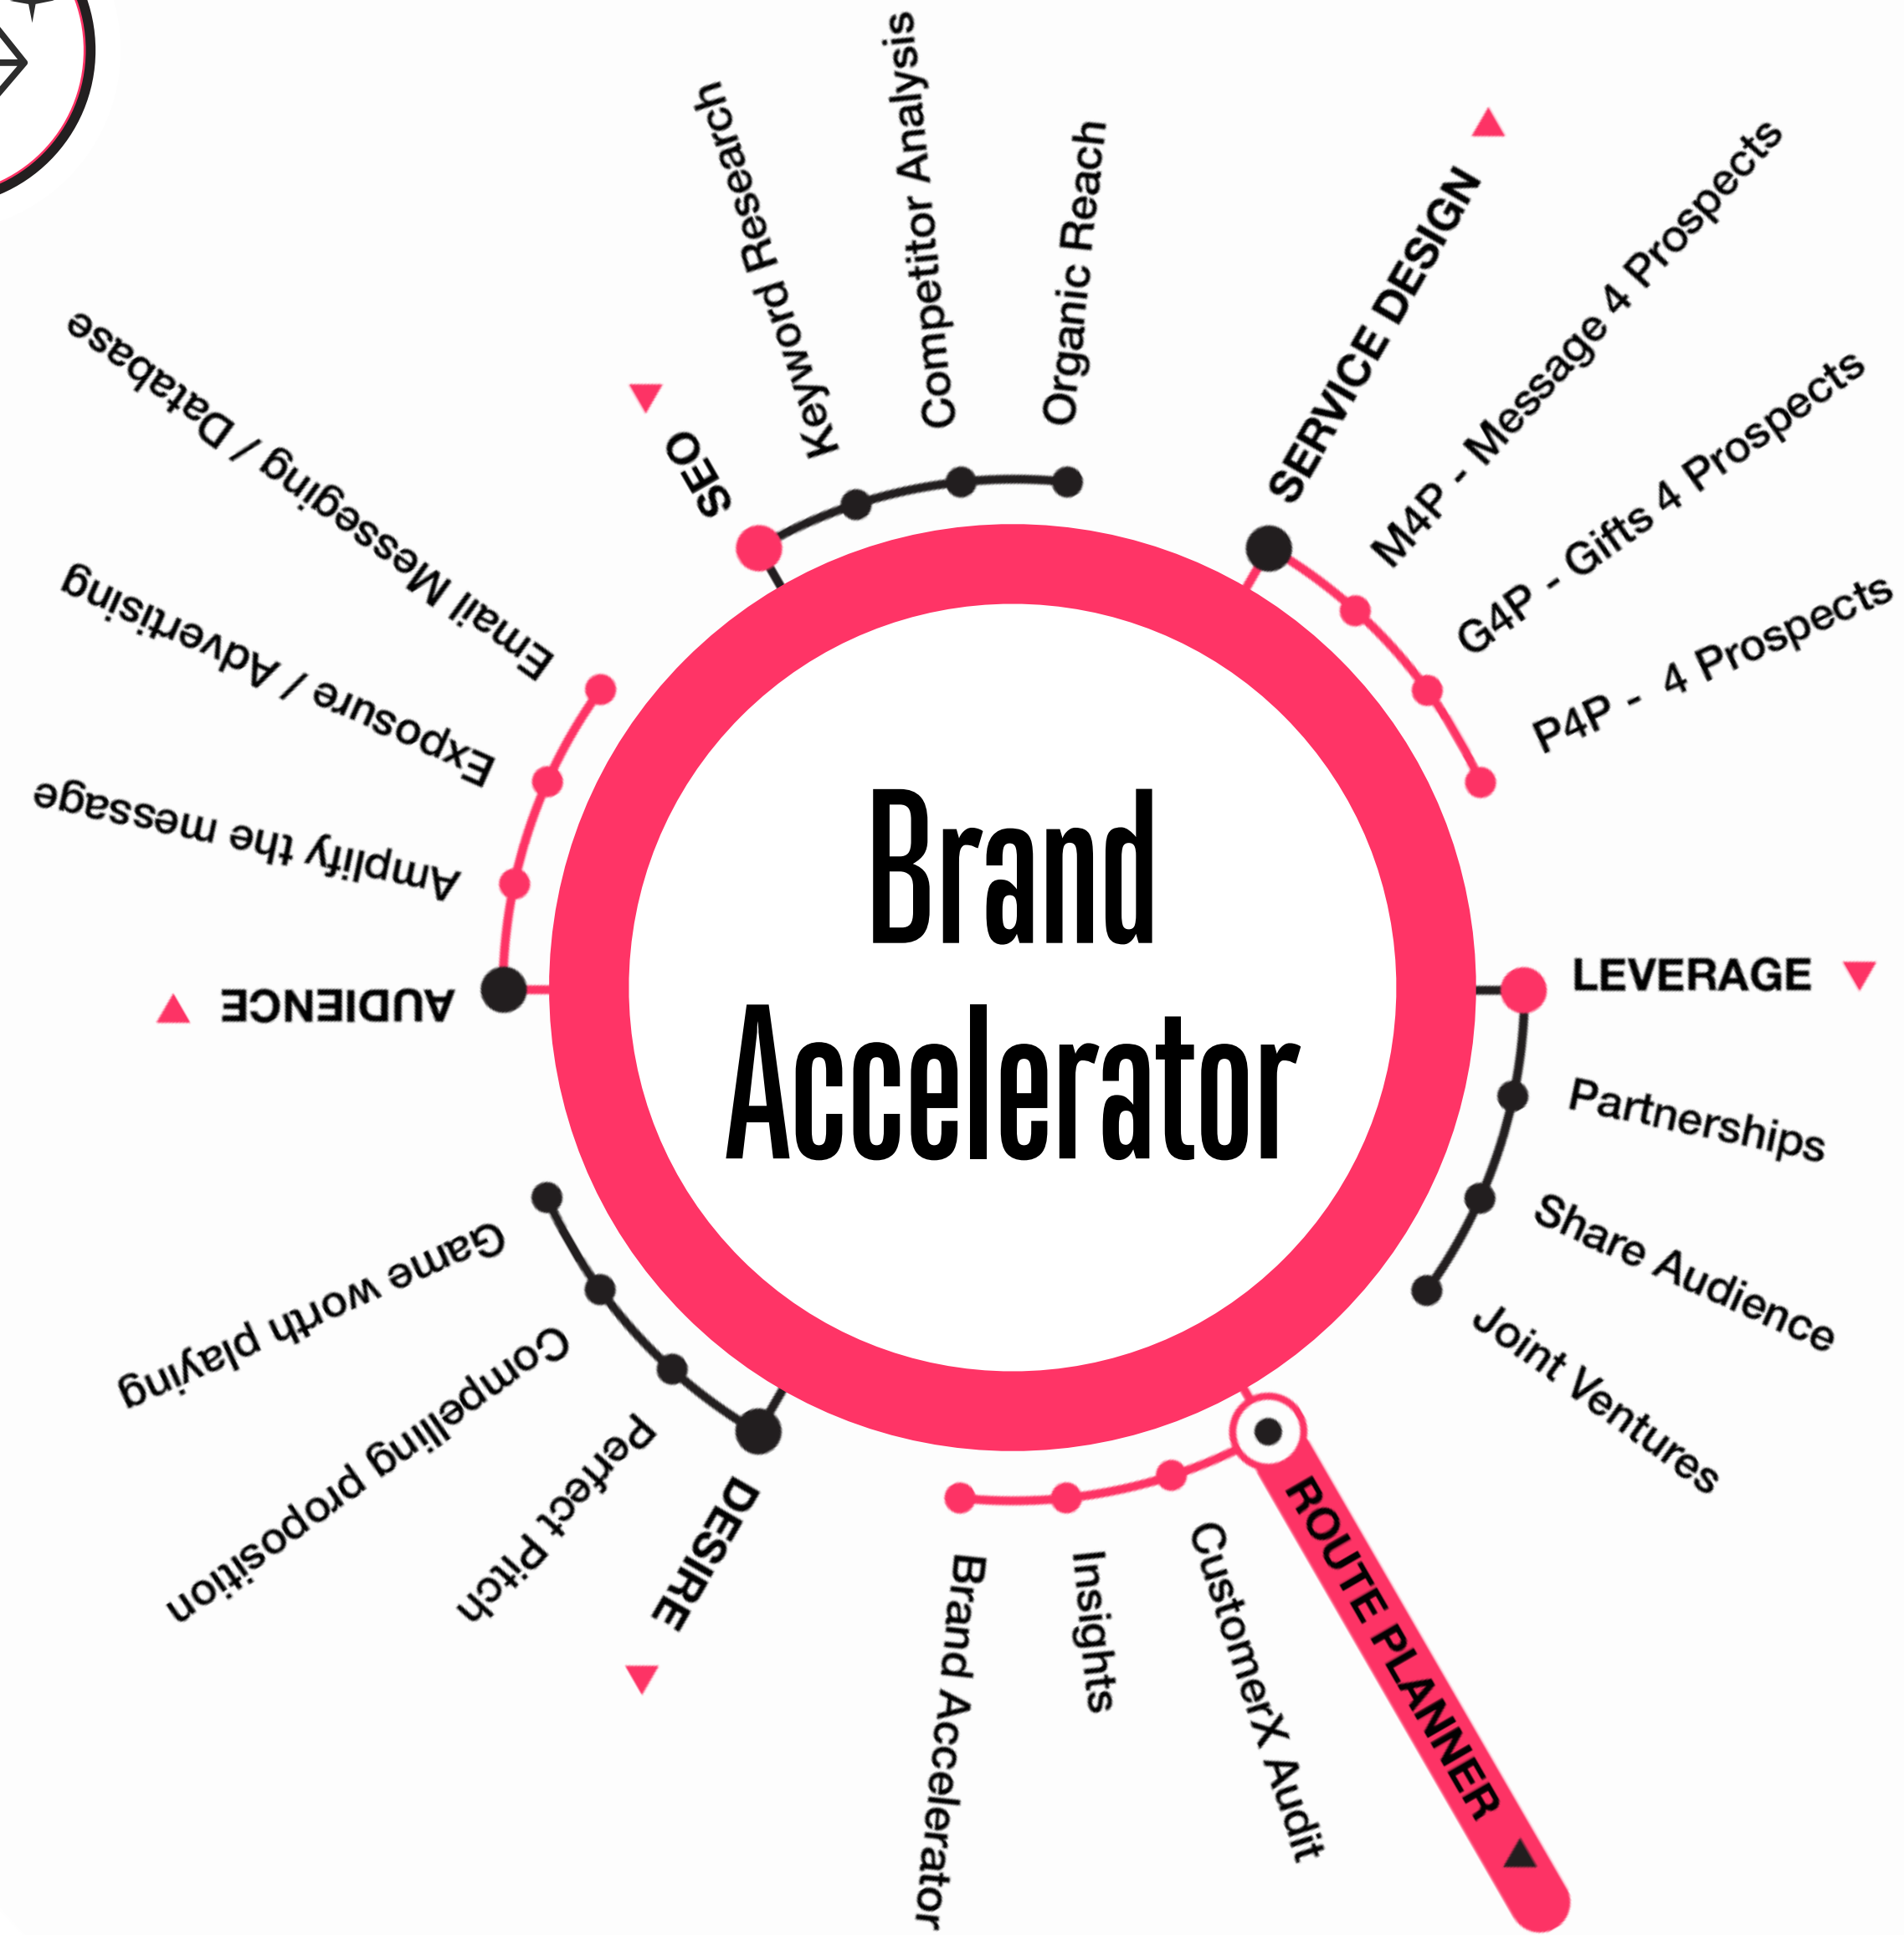 Brand
Accelerator
SEO
Keyword Research
Competitor Analysis
Organic Reach
SERVICE DESIGN
M4P - Message 4 Prospects
G4P - Gifts 4 Prospects
P4P - 4 Prospects
LEVERAGE
Partnerships
Share Audience
Joint Ventures
ROUTE PLANNER
CustomerX Audit
Insights
Brand Accelerator
DESIRE
Perfect Pitch
Compelling proposition
Game worth playing
AUDIENCE
Amplify the message
Exposure / Advertising
Email Messeging / Database